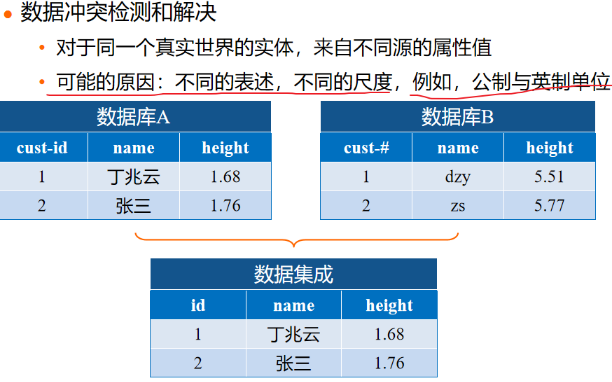 • 数据冲突检测和解决
• 对于同一个真实世界的实体，来自不同源的属性值
• 可能的原因：不同的表述，不同的尺度，例如，公制与英制单位
数据库A
cust-id name height
1 丁兆云 1.68
2 张三 1.76
数据库B
cust-# name height
1 dzy 5.51
2 zs 5.77
数据集成
id name height
1 丁兆云 1.68
2 张三 1.76